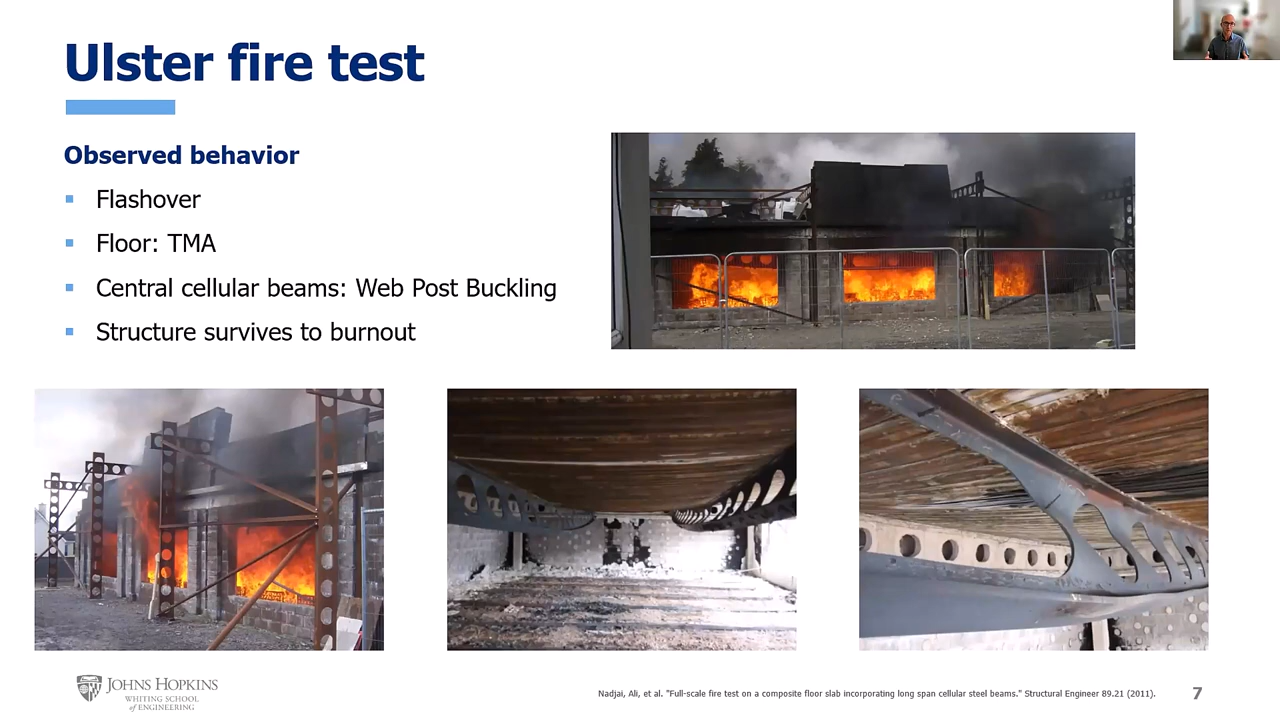 Ulster fire test
Observed behavior
Flashover
Floor: TMA
Central cellular beams: Web Post Buckling
Structure survives to burnout
JOHNS HOPKINS
WHITING SCHOOL
of ENGINEERING
Nadjai, Ali, et al. "Full-scale fire test on a composite floor slab incorporating long span cellular steel beams." Structural Engineer 89.21 (2011).
7